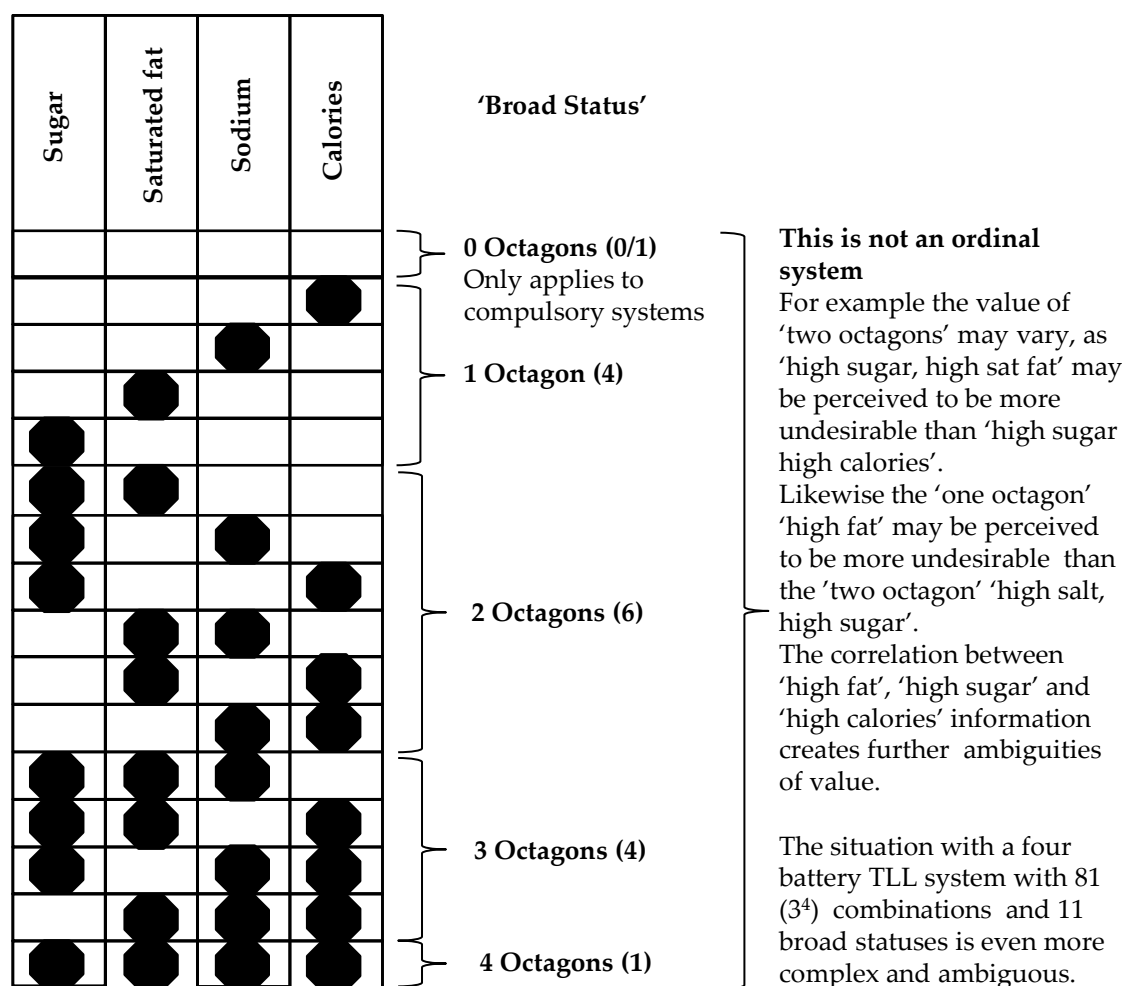 Sugar
Saturated fat
Sodium
Calories
‘Broad Status’
0 Octagons (0/1)
Only applies to
compulsory systems
1 Octagon (4)
2 Octagons (6)
3 Octagons (4)
4 Octagons (1)
This is not an ordinal
system
For example the value of
‘two octagons’ may vary, as
‘high sugar, high sat fat’ may
be perceived to be more
undesirable than ‘high sugar
high calories’.
Likewise the ‘one octagon’
‘high fat’ may be perceived
to be more undesirable than
the ’two octagon’ ‘high salt,
high sugar’.
The correlation between
‘high fat’, ‘high sugar’ and
‘high calories’ information
creates further ambiguities
of value.
The situation with a four
battery TLL system with 81
(3⁴) combinations and 11
broad statuses is even more
complex and ambiguous.